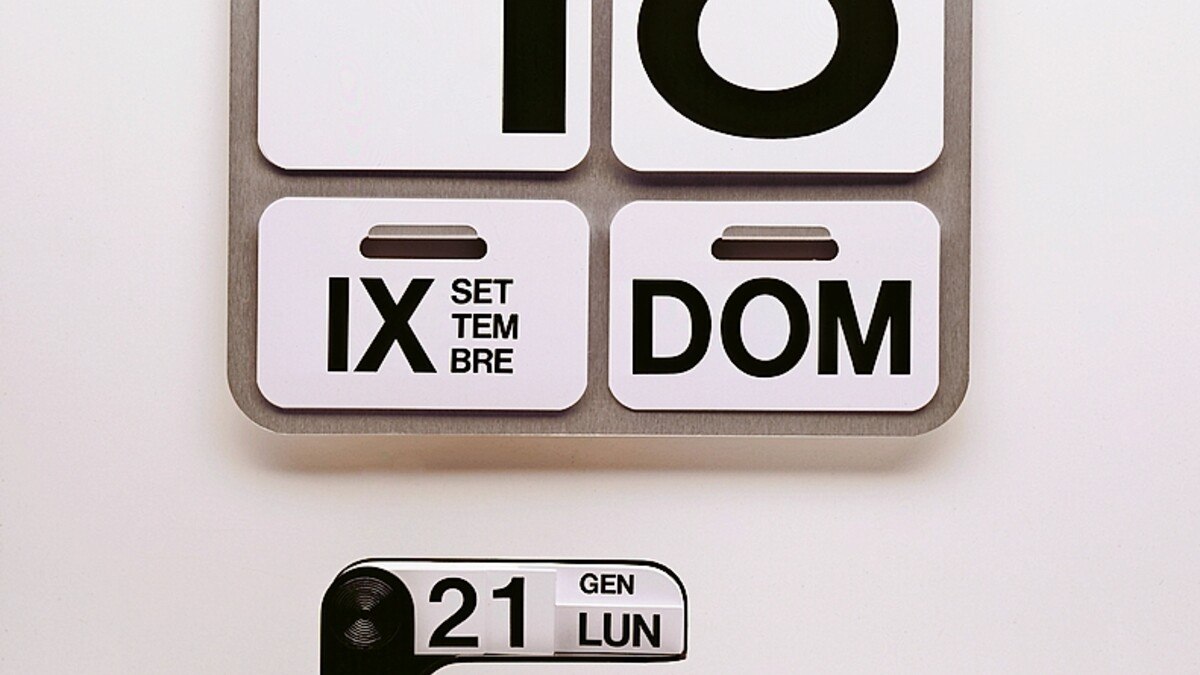 IX SET
TEM
BRE
DOM
21 GEN
LUN